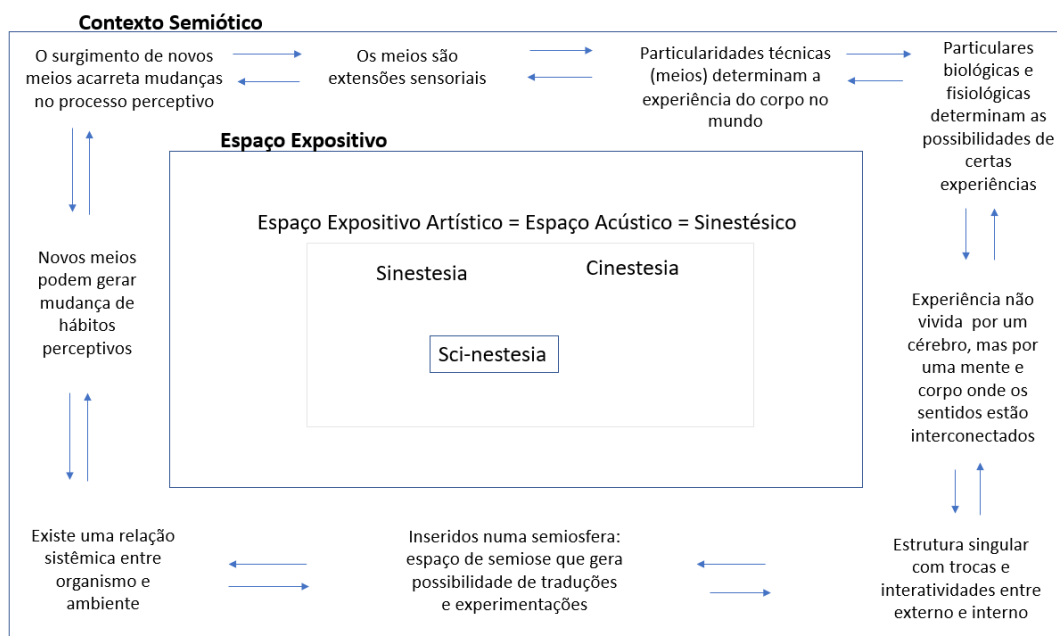 Contexto Semiótico
O surgimento de novos
meios acarreta mudanças
no processo perceptivo
Os meios são
extensões sensoriais
Particularidades técnicas
(meios) determinam a
experiência do corpo no
mundo
Particulares
biológicas e
fisiológicas
determinam as
possibilidades de
certas
experiências
Espaço Expositivo
Espaço Expositivo Artístico = Espaço Acústico = Sinestésico
Sinestesia
Cinestesia
Sci-nestesia
Novos meios
podem gerar
mudança de
hábitos
perceptivos
Experiência não
vivida por um
cérebro, mas por
uma mente e
corpo onde os
sentidos estão
interconectados
Existe uma relação
sistêmica entre
organismo e
ambiente
Inseridos numa semiosfera:
espaço de semiose que gera
possibilidade de traduções
e experimentações
Estrutura singular
com trocas e
interatividades entre
externo e interno